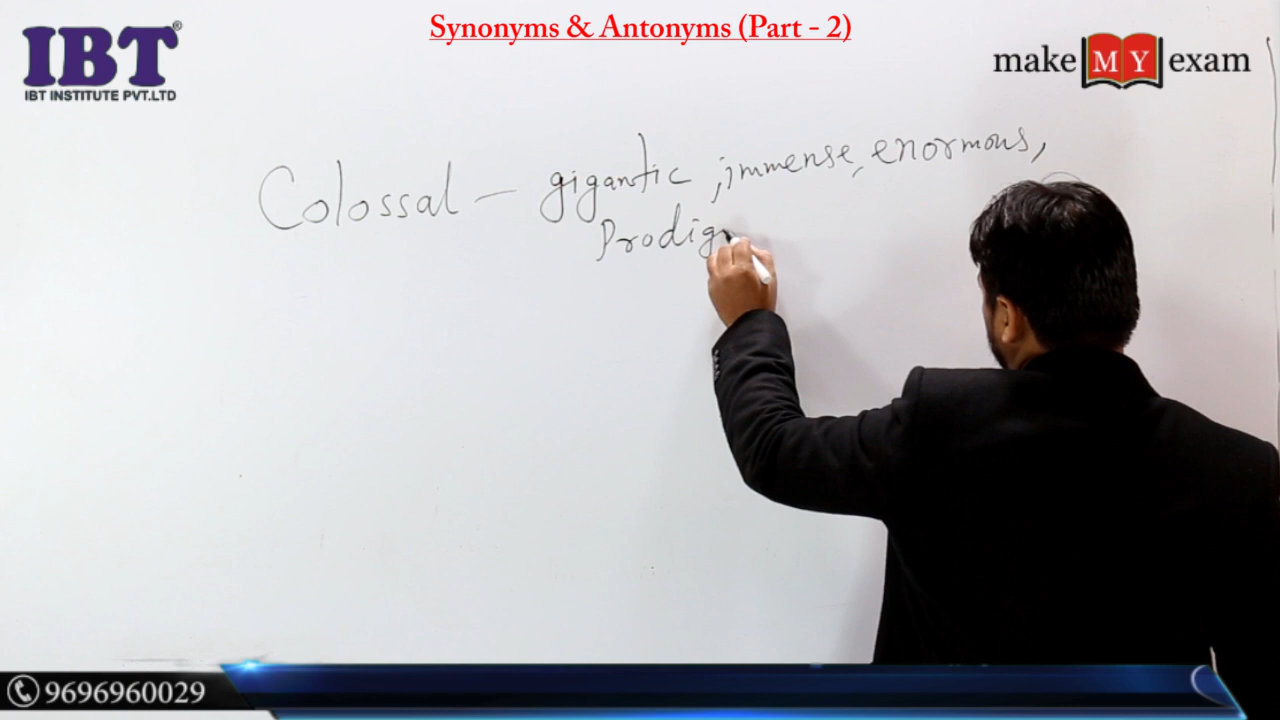 Synonyms & Antonyms (Part - 2)
IBT®
IBT INSTITUTE PVT.LTD
make MY exam
Colossal — gigantic, immense, enormous,
Prodig
9696960029